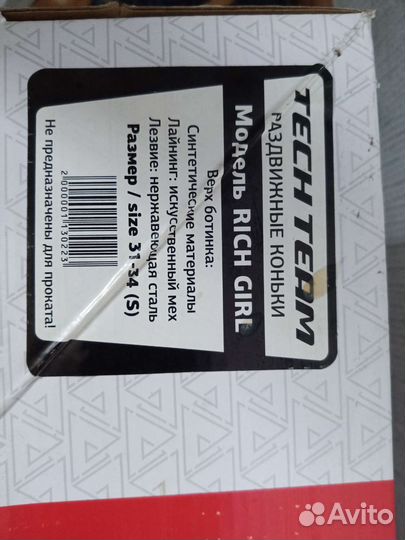 TECH TEAM
РАЗДВИЖНЫЕ КОНЬКИ
Модель RICH GIRL
Верх ботинка:
Синтетические материалы
Лайнинг: искусственный мех
Лезвие: нержавеющая сталь
Размер / size 31-34 (S)
2000001130223
Не предназначены для проката!
Avito